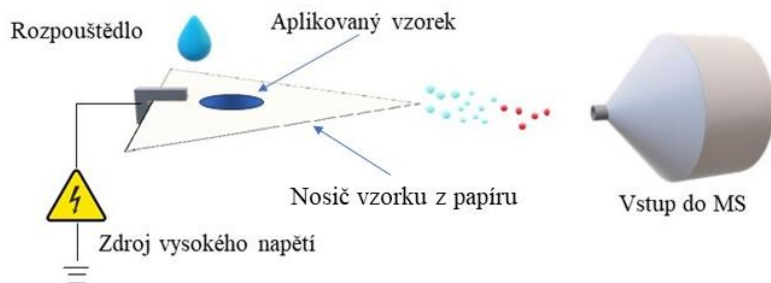 Rozpouštědlo
Aplikovaný vzorek
Nosič vzorku z papíru
Vstup do MS
Zdroj vysokého napětí